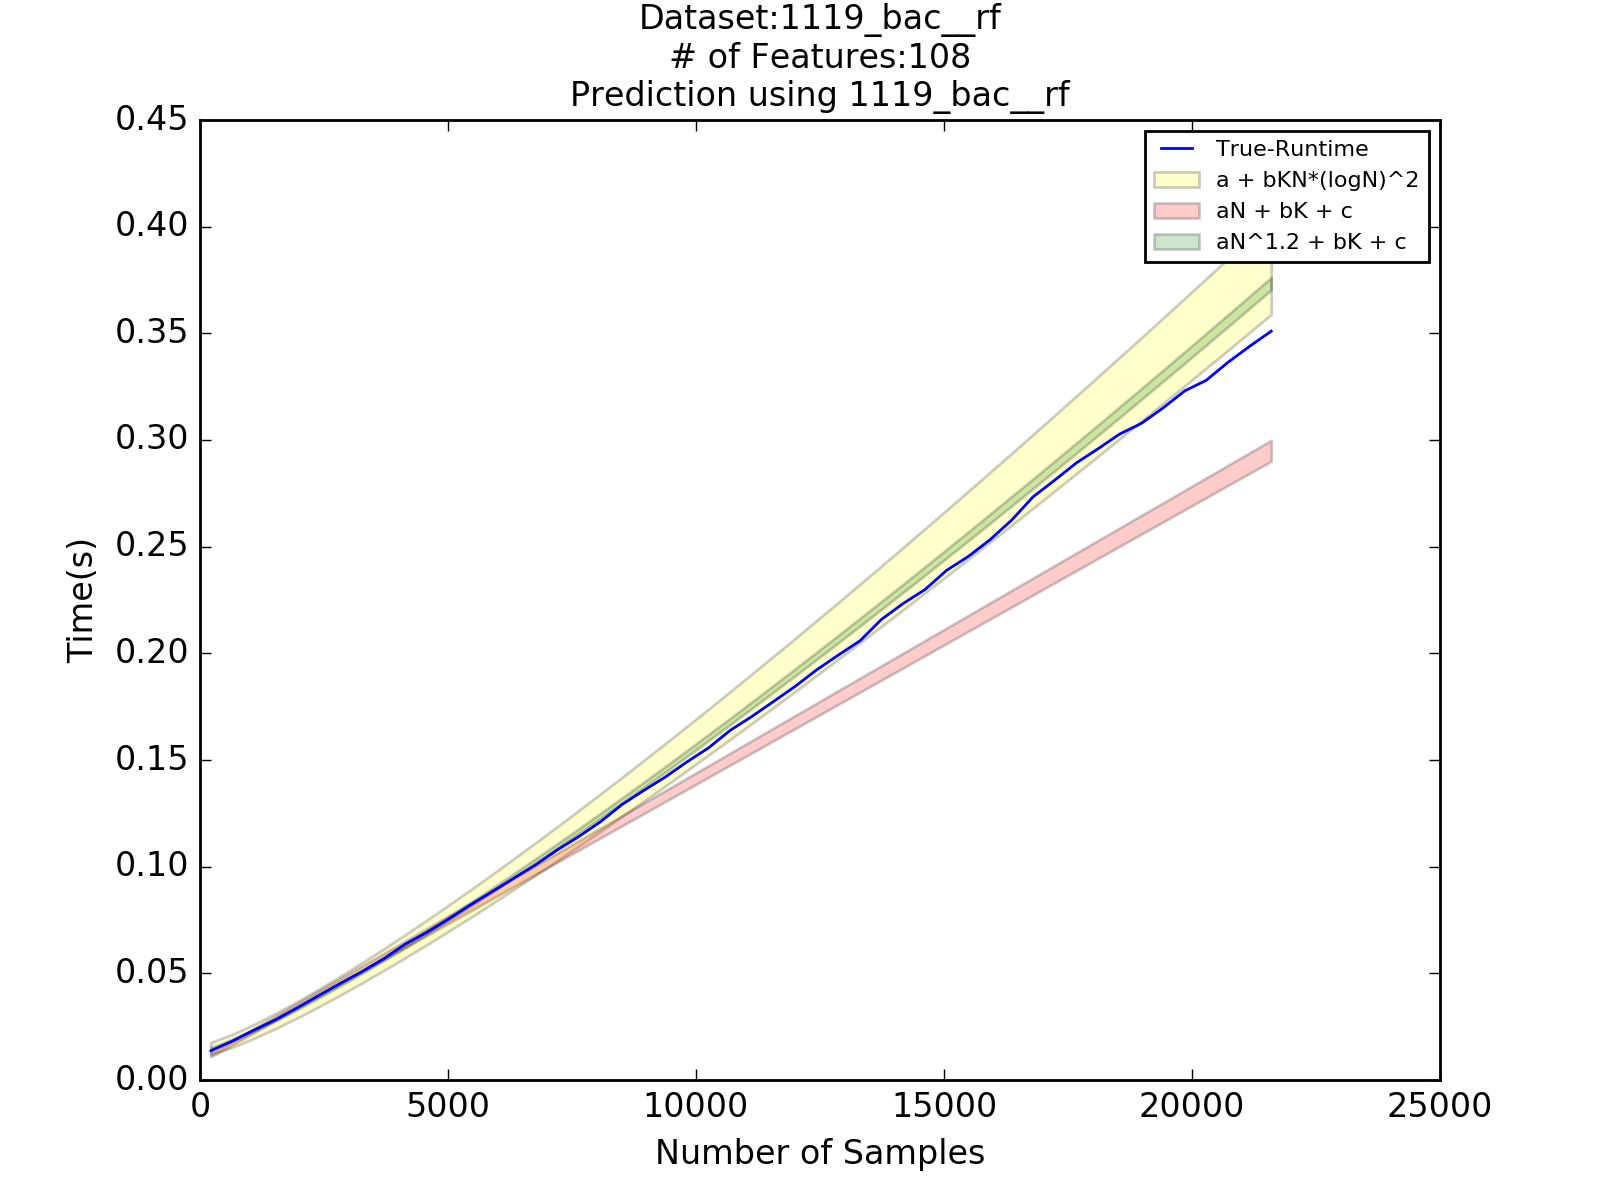 Dataset:1119_bac__rf
# of Features:108
Prediction using 1119_bac__rf
0.45
0.40
0.35
0.30
0.25
0.20
0.15
0.10
0.05
0.00
Time(s)
True-Runtime
a + bKN*(logN)^2
aN + bK + c
aN^1.2 + bK + c
0 5000 10000 15000 20000 25000
Number of Samples